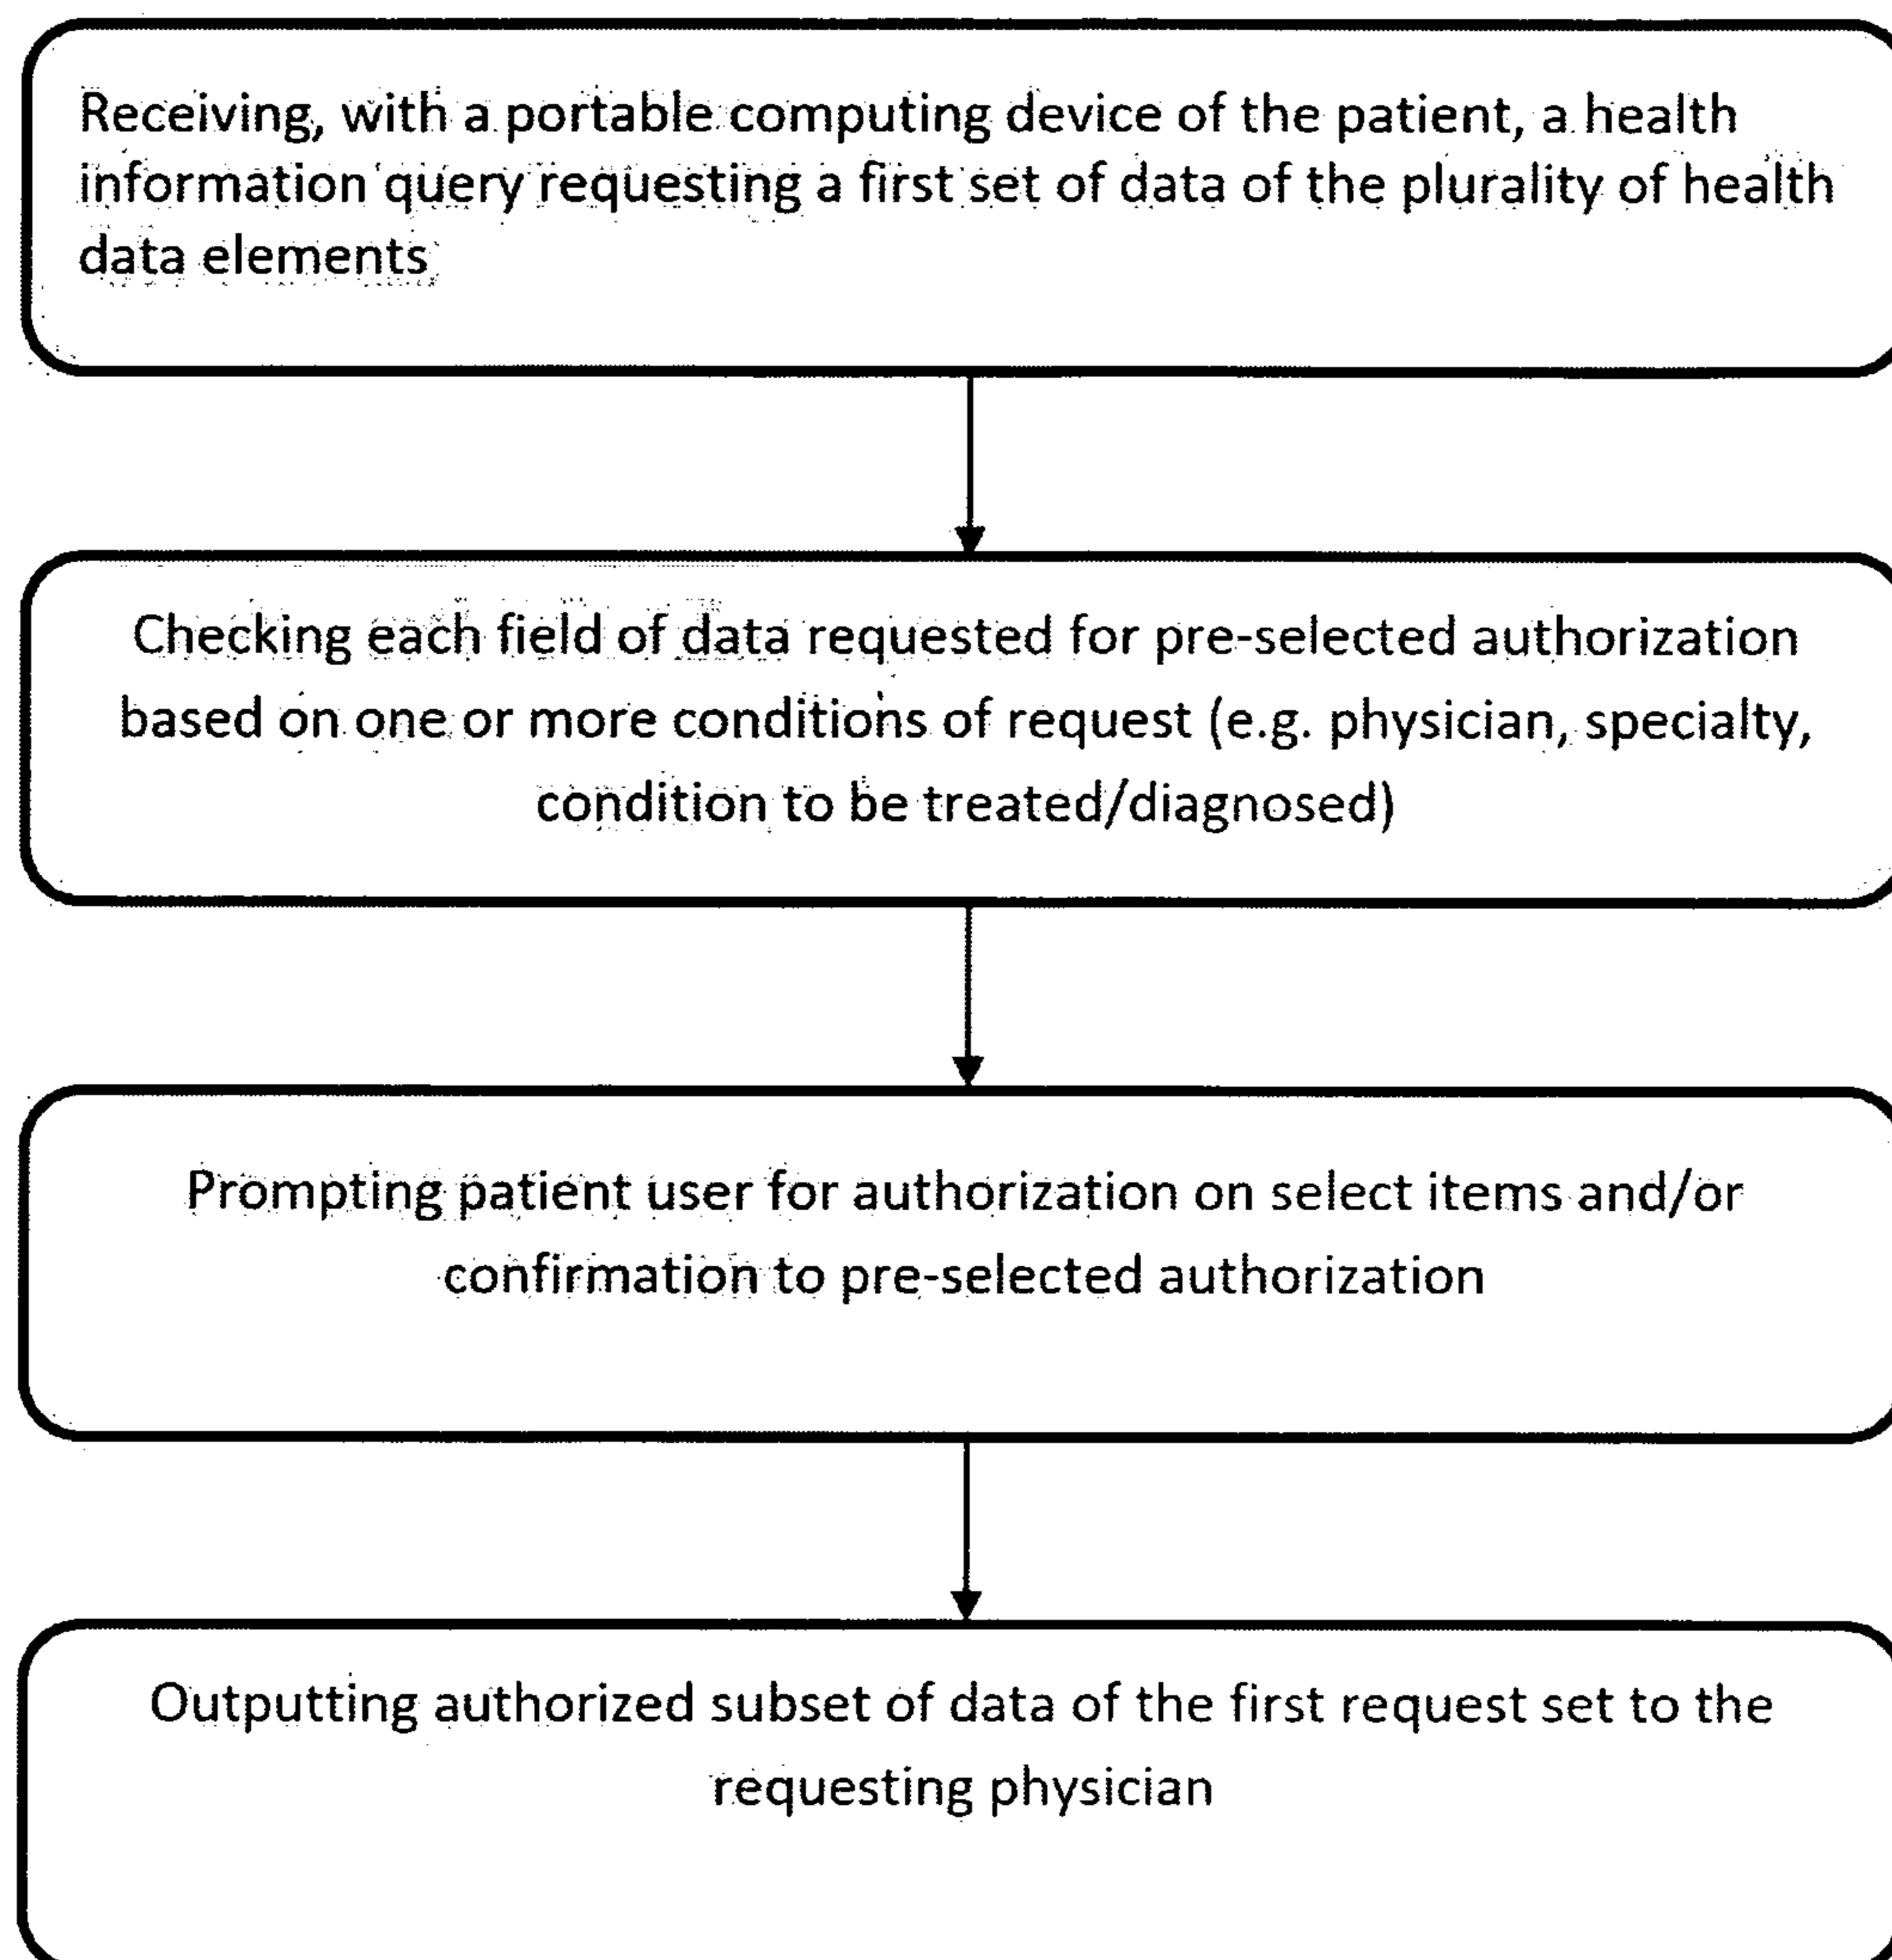 Receiving, with a portable computing device of the patient, a health
information query requesting a first set of data of the plurality of health
data elements
Checking each field of data requested for pre-selected authorization
based on one or more conditions of request (e.g. physician, specialty,
condition to be treated/diagnosed)
Prompting patient user for authorization on select items and/or
confirmation to pre-selected authorization
Outputting authorized subset of data of the first request set to the
requesting physician